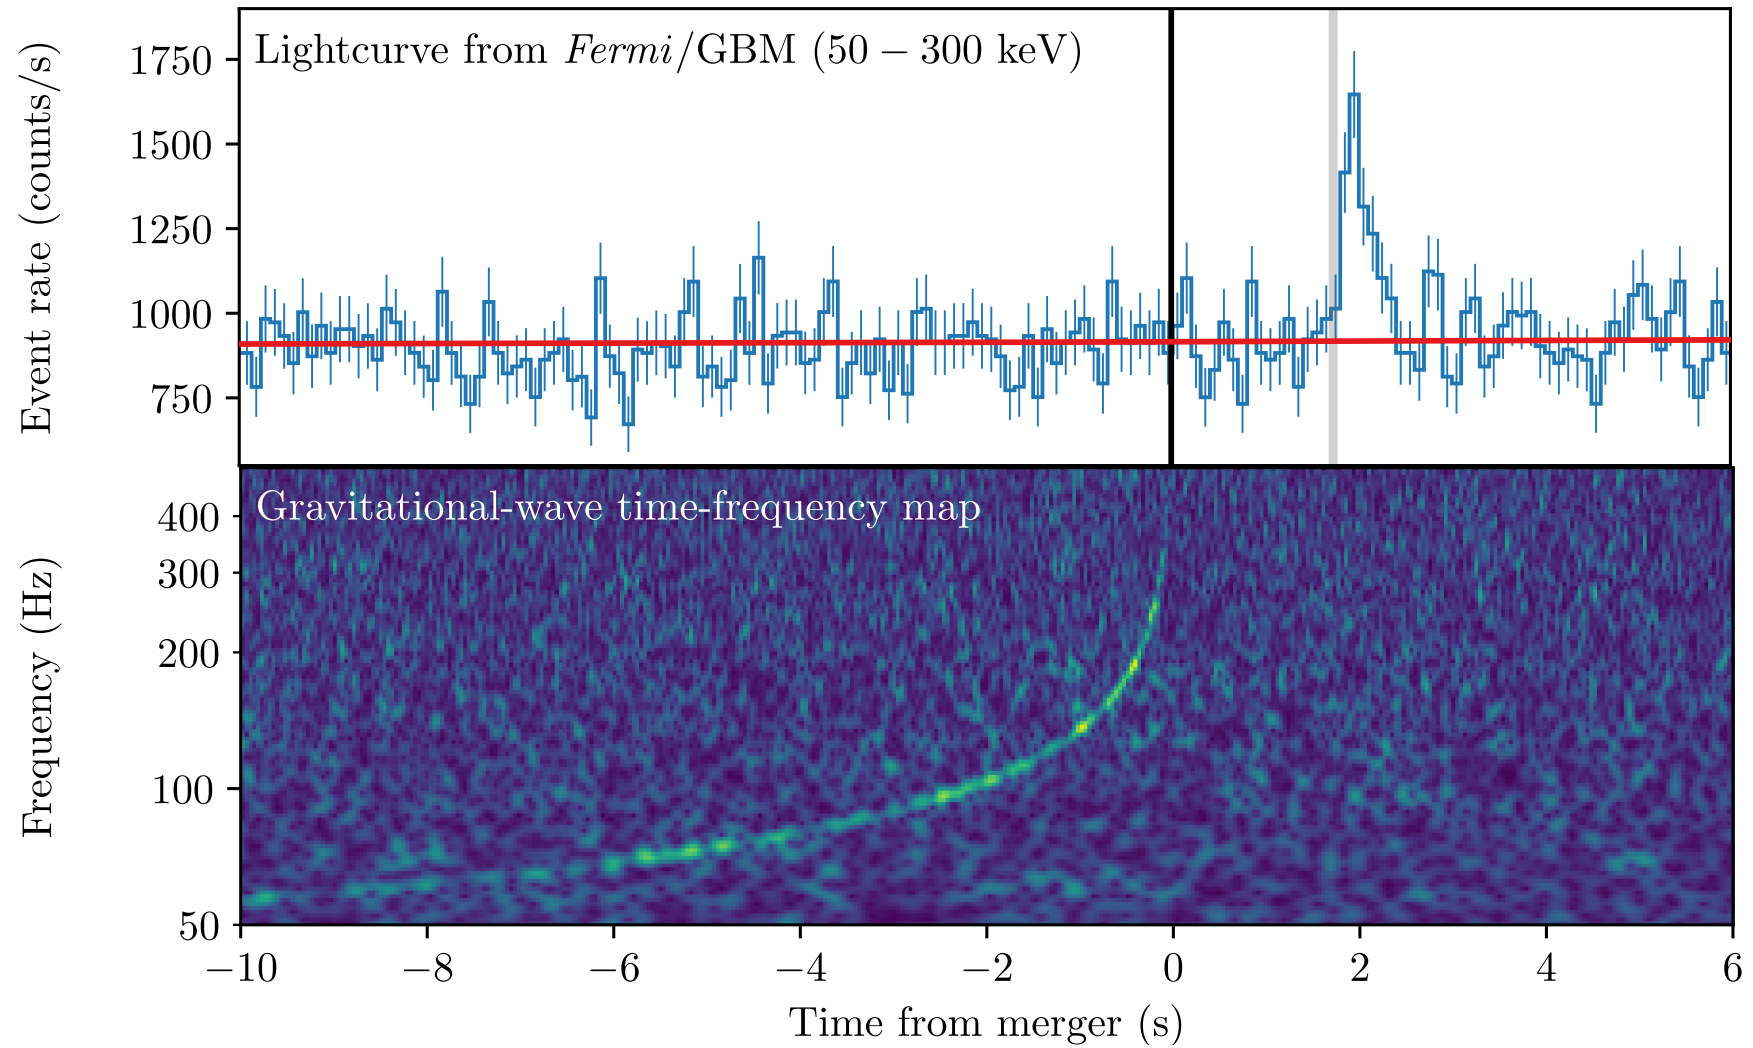 Lightcurve from Fermi/GBM (50 – 300 keV)
Event rate (counts/s)
1750
1500
1250
1000
750
Gravitational-wave time-frequency map
Frequency (Hz)
400
300
200
100
50
−10 −8 −6 −4 −2 0 2 4 6
Time from merger (s)